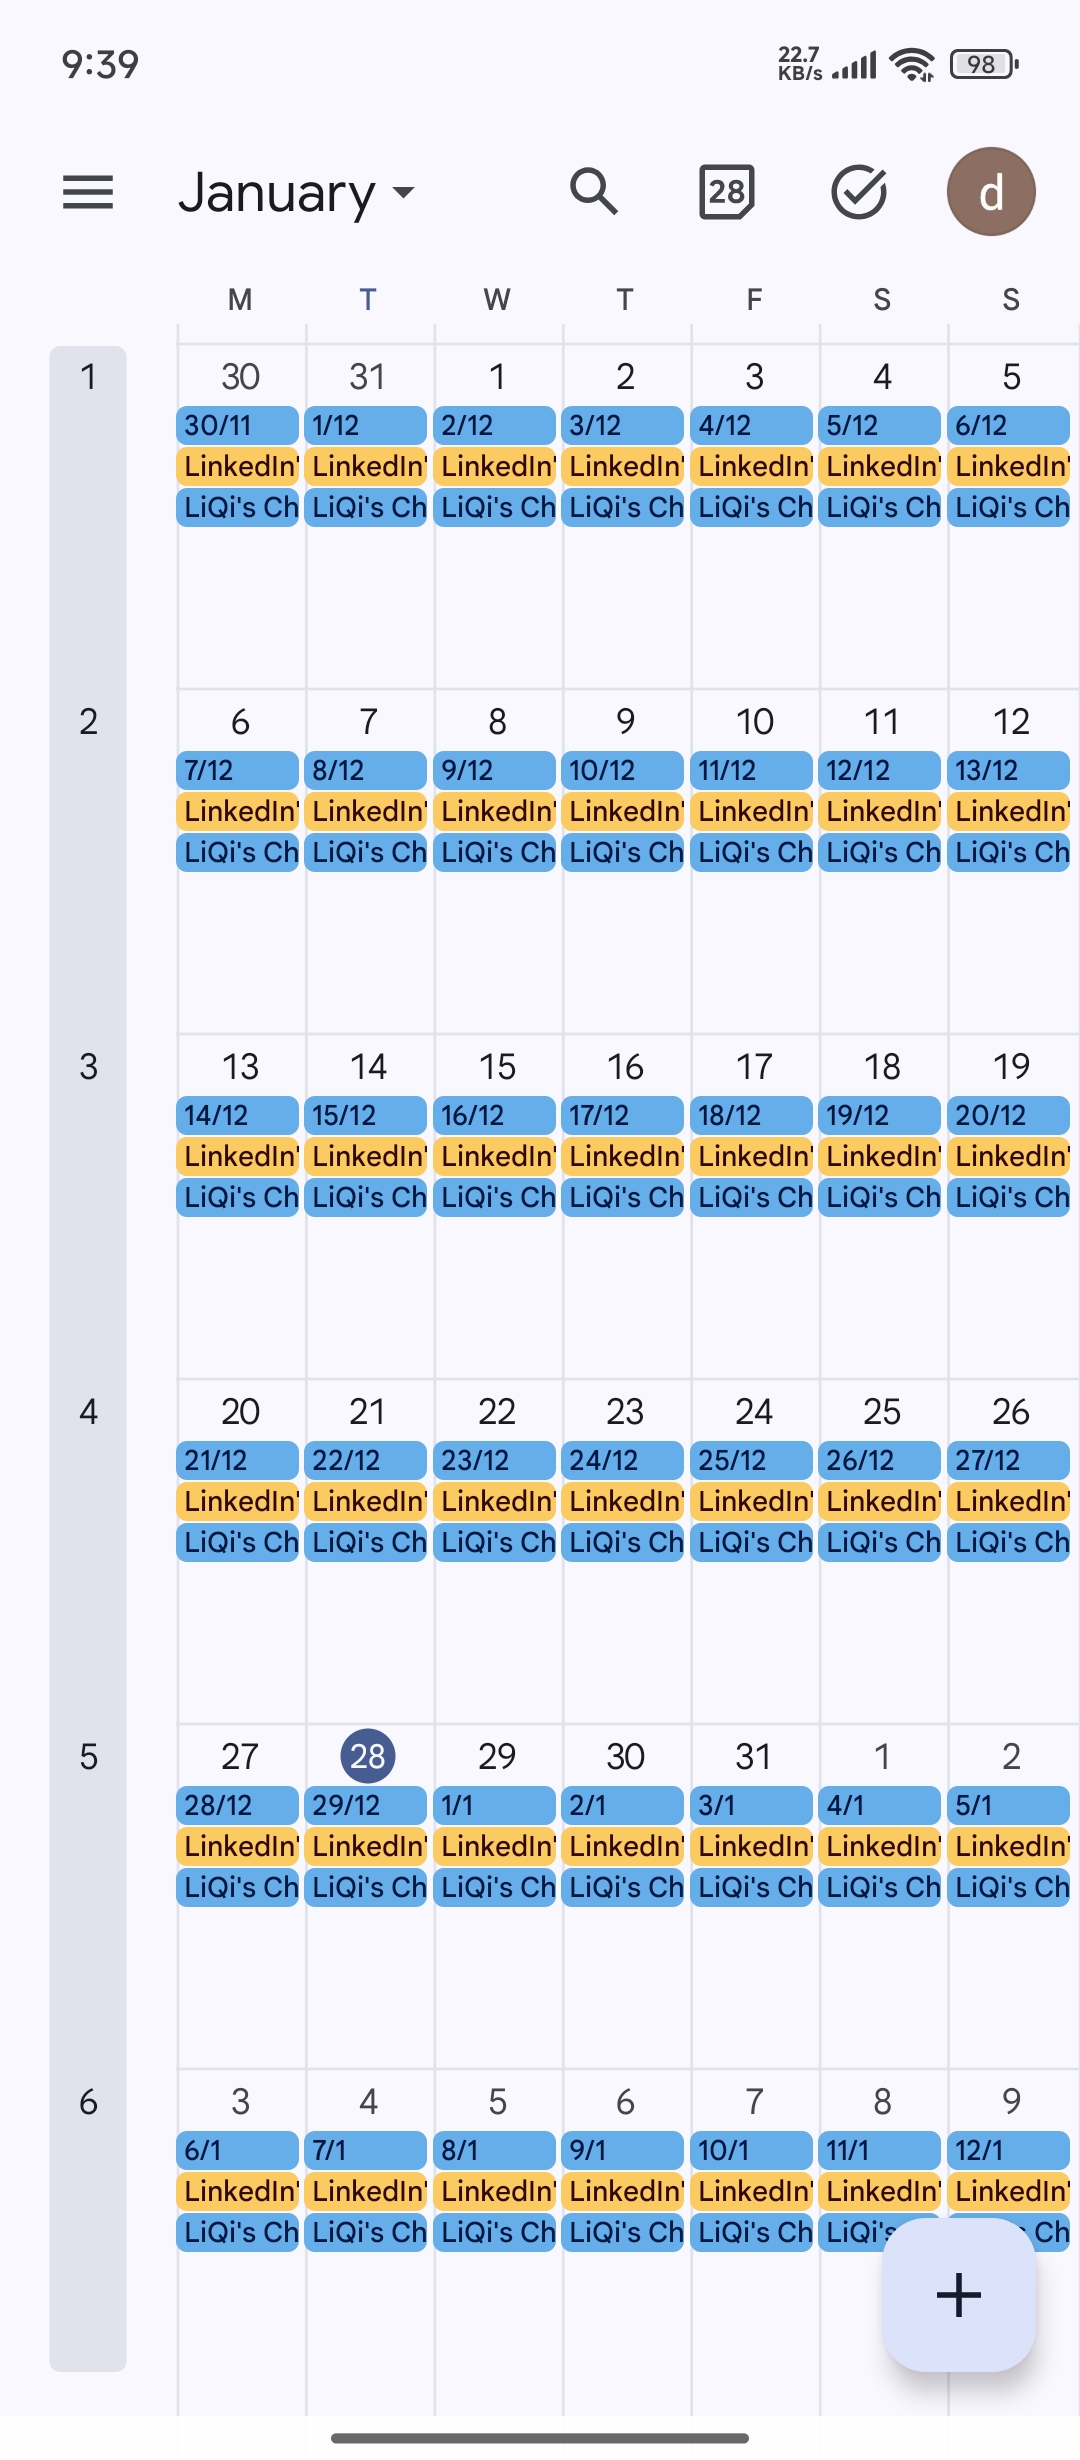 9:39
22.7
KB/s
98
January
28
d
M T W T F S S
1 30 31 1 2 3 4 5
30/11 1/12 2/12 3/12 4/12 5/12 6/12
LinkedIn' LinkedIn' LinkedIn' LinkedIn' LinkedIn' LinkedIn' LinkedIn'
LiQi's Ch LiQi's Ch LiQi's Ch LiQi's Ch LiQi's Ch LiQi's Ch LiQi's Ch
2 6 7 8 9 10 11 12
7/12 8/12 9/12 10/12 11/12 12/12 13/12
LinkedIn' LinkedIn' LinkedIn' LinkedIn' LinkedIn' LinkedIn' LinkedIn'
LiQi's Ch LiQi's Ch LiQi's Ch LiQi's Ch LiQi's Ch LiQi's Ch LiQi's Ch
3 13 14 15 16 17 18 19
14/12 15/12 16/12 17/12 18/12 19/12 20/12
LinkedIn' LinkedIn' LinkedIn' LinkedIn' LinkedIn' LinkedIn' LinkedIn'
LiQi's Ch LiQi's Ch LiQi's Ch LiQi's Ch LiQi's Ch LiQi's Ch LiQi's Ch
4 20 21 22 23 24 25 26
21/12 22/12 23/12 24/12 25/12 26/12 27/12
LinkedIn' LinkedIn' LinkedIn' LinkedIn' LinkedIn' LinkedIn' LinkedIn'
LiQi's Ch LiQi's Ch LiQi's Ch LiQi's Ch LiQi's Ch LiQi's Ch LiQi's Ch
5 27 28 29 30 31 1 2
28/12 29/12 1/1 2/1 3/1 4/1 5/1
LinkedIn' LinkedIn' LinkedIn' LinkedIn' LinkedIn' LinkedIn' LinkedIn'
LiQi's Ch LiQi's Ch LiQi's Ch LiQi's Ch LiQi's Ch LiQi's Ch LiQi's Ch
6 3 4 5 6 7 8 9
6/1 7/1 8/1 9/1 10/1 11/1 12/1
LinkedIn' LinkedIn' LinkedIn' LinkedIn' LinkedIn' LinkedIn' LinkedIn'
LiQi's Ch LiQi's Ch LiQi's Ch LiQi's Ch LiQi's Ch LiQi's Ch